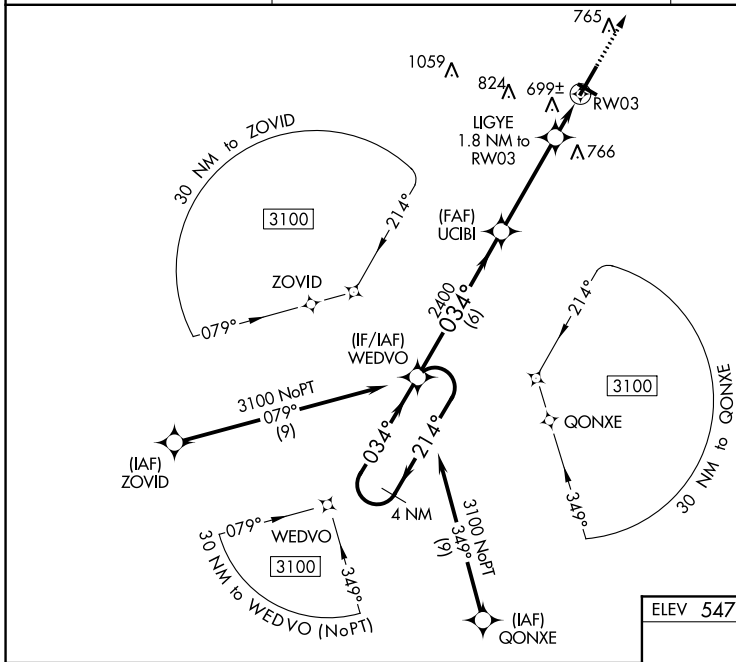 765
1059
824
699±
RW03
LIGYE
1.8 NM to
RW03
766
30 NM to ZOVID
3100
214°
(FAF)
UCIBI
ZOVID
079°
2400
034°
(6)
214°
(IF/IAF)
WEDVO
3100
QONXE
30 NM to QONXE
349°
3100 NoPT
079°
(9)
(IAF)
ZOVID
034°
214°
4 NM
079°
WEDVO
3100
349°
30 NM to WEDVO (NoPT)
3100 NoPT
349°
(9)
(IAF)
QONXE
ELEV 547